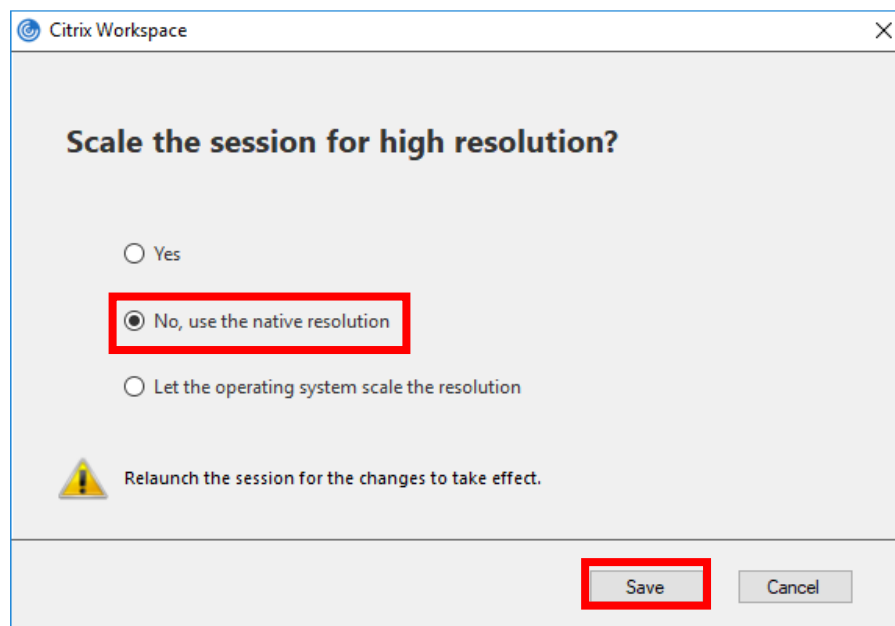 Citrix Workspace
Scale the session for high resolution?
Yes
No, use the native resolution
Let the operating system scale the resolution
Relaunch the session for the changes to take effect.
Save Cancel